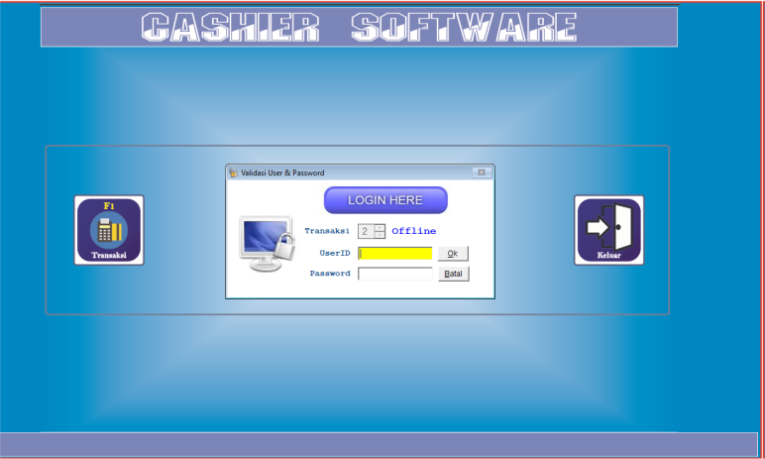 CASHIER SOFTWARE
Validasi User & Password
LOGIN HERE
F1
Transaksi
Transaksi 2 Offline
UserID Ok
Password Batal
Keluar